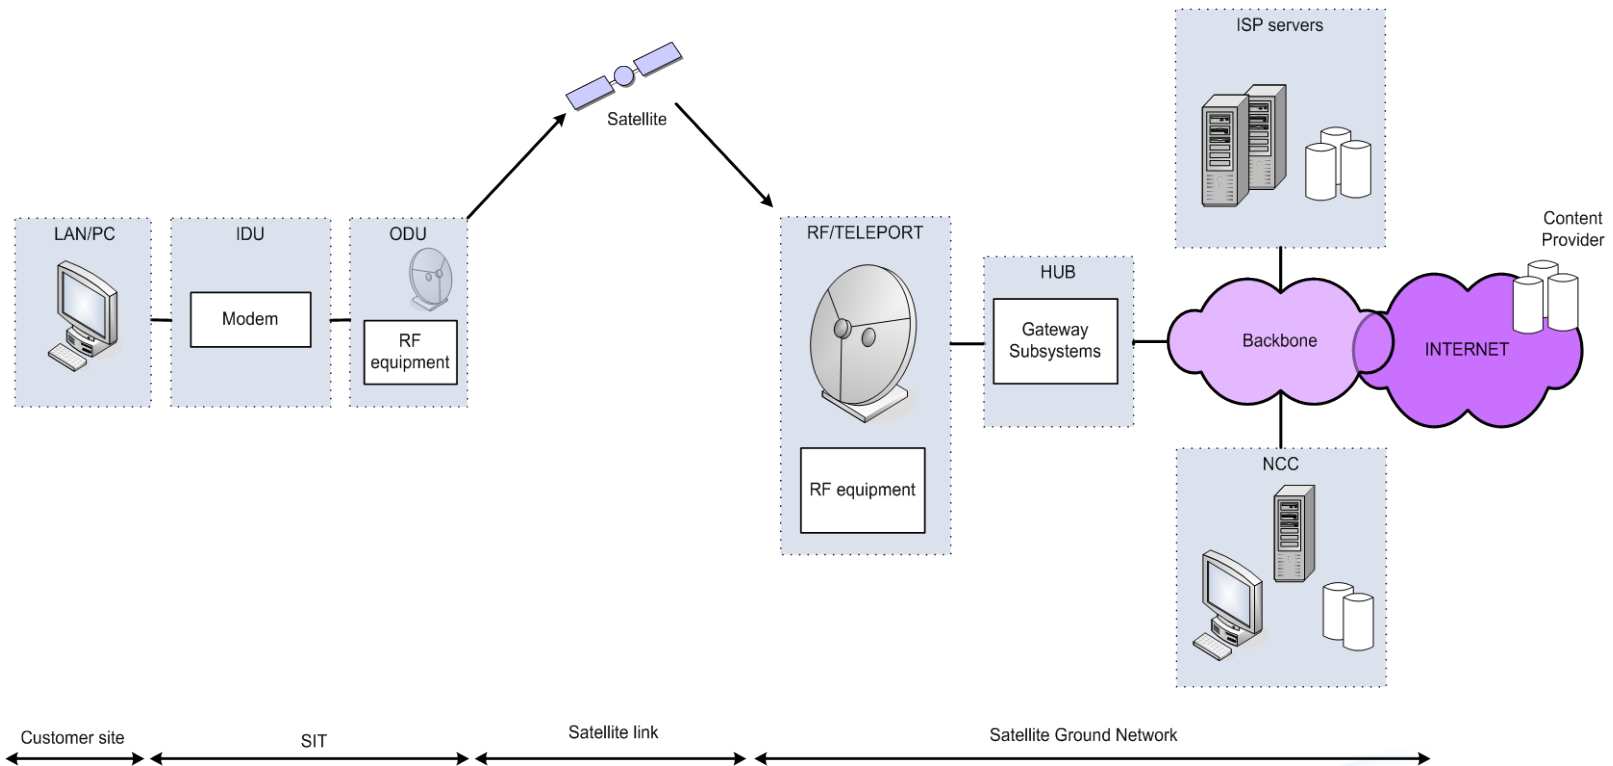 ISP servers
Satellite
LAN/PC
IDU
ODU
Modem
RF
equipment
RF/TELEPORT
RF equipment
HUB
Gateway
Subsystems
Backbone
INTERNET
Content
Provider
NCC
Customer site
SIT
Satellite link
Satellite Ground Network